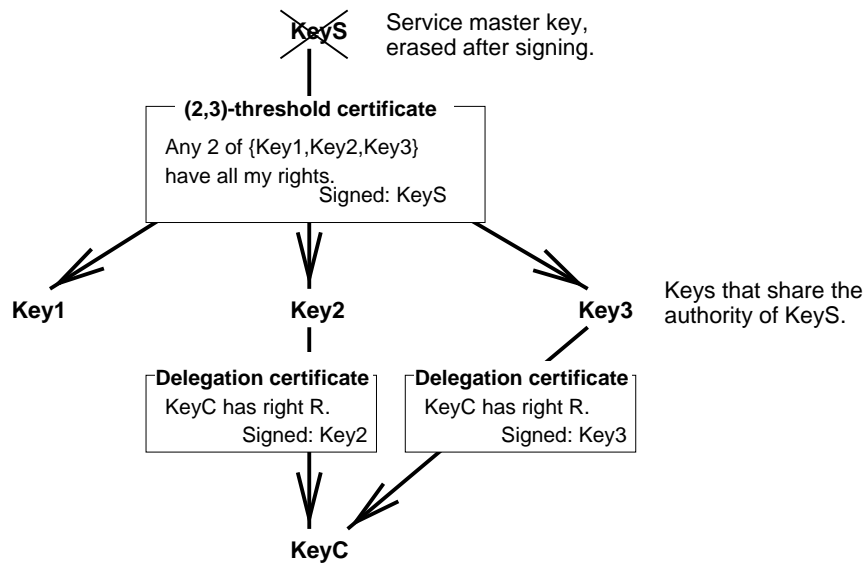 KeyS
Service master key,
erased after signing.
(2,3)-threshold certificate
Any 2 of {Key1,Key2,Key3}
have all my rights.
Signed: KeyS
Key1
Key2
Key3
Keys that share the
authority of KeyS.
Delegation certificate
KeyC has right R.
Signed: Key2
Delegation certificate
KeyC has right R.
Signed: Key3
KeyC